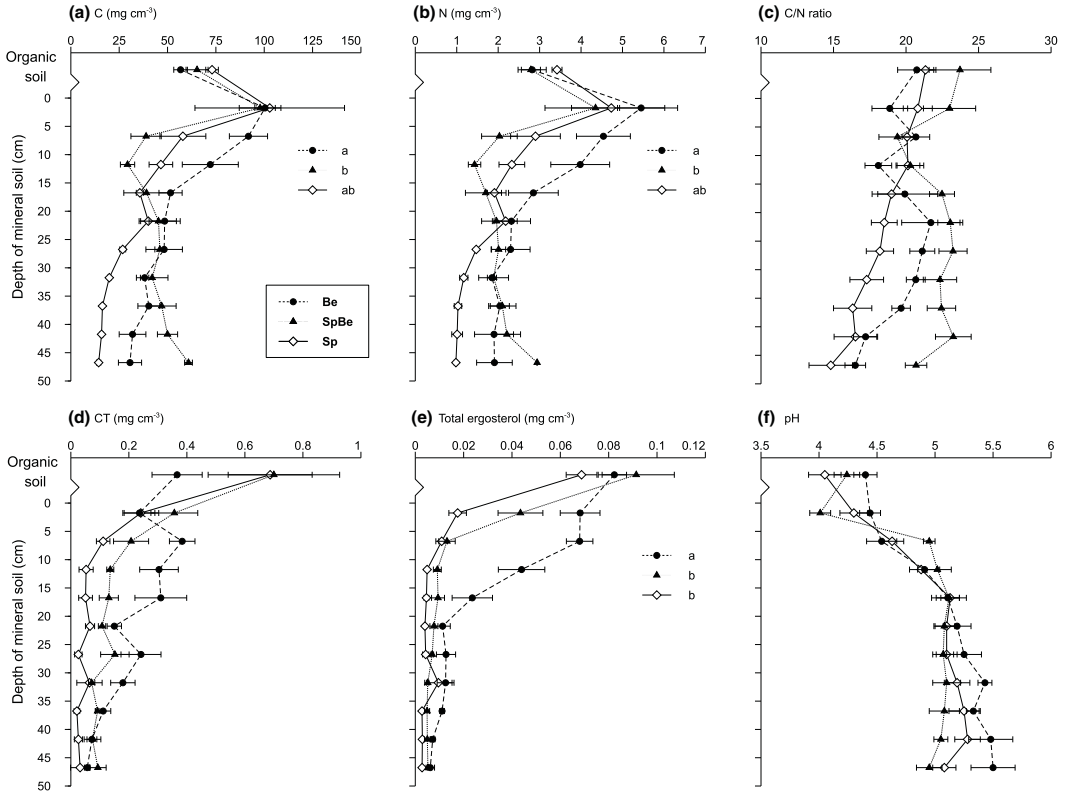 (a) C (mg cm⁻³)
0 25 50 75 100 125 150
(b) N (mg cm⁻³)
0 1 2 3 4 5 6 7
(c) C/N ratio
10 15 20 25 30
Organic
soil
0
5
10
15
20
25
30
35
40
45
50
Depth of mineral soil (cm)
a
b
ab
Be
SpBe
Sp
a
b
ab
(d) CT (mg cm⁻³)
0 0.2 0.4 0.6 0.8 1
(e) Total ergosterol (mg cm⁻³)
0 0.02 0.04 0.06 0.08 0.1 0.12
(f) pH
3.5 4 4.5 5 5.5 6
Organic
soil
0
5
10
15
20
25
30
35
40
45
50
Depth of mineral soil (cm)
a
b
b